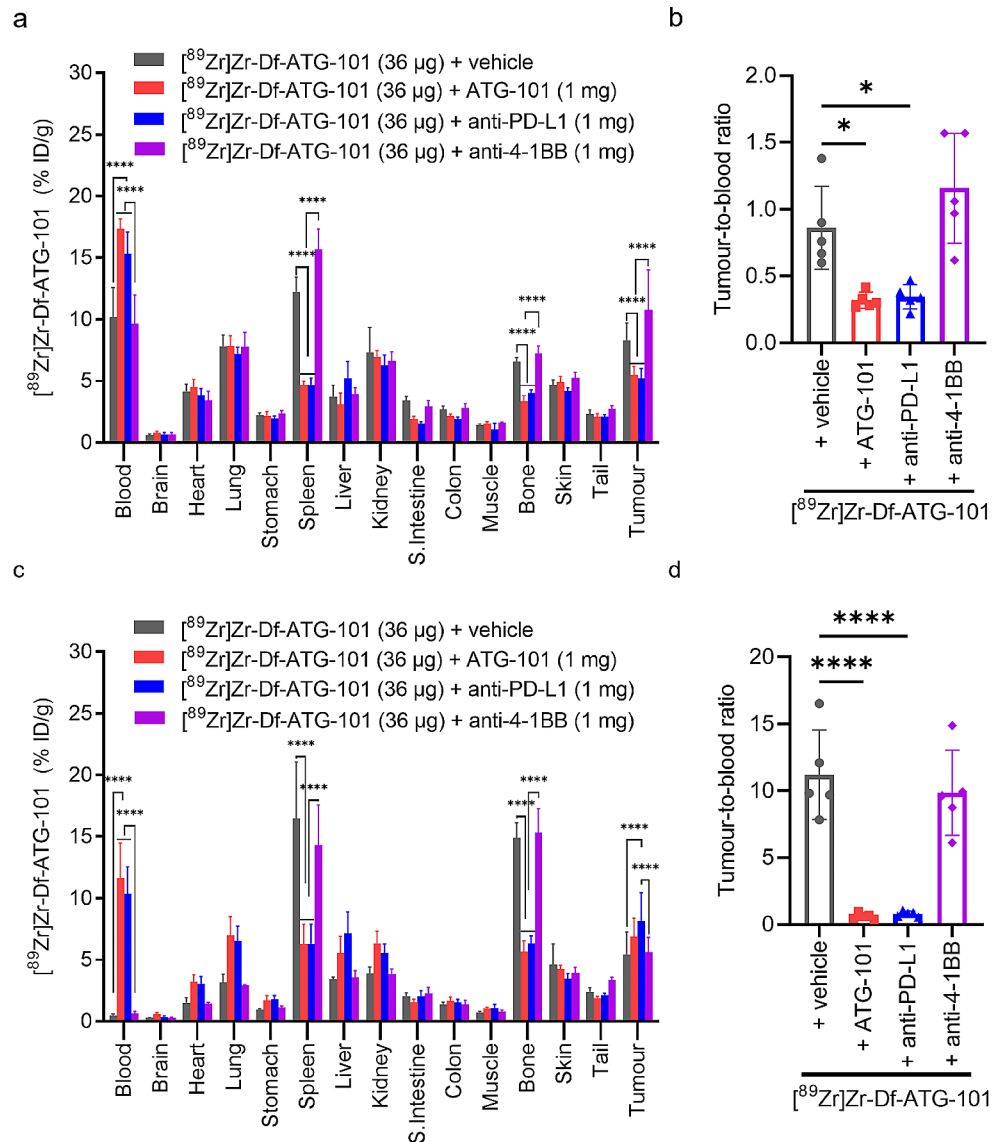 a
[⁸⁹Zr]Zr-Df-ATG-101 (36 µg) + vehicle
[⁸⁹Zr]Zr-Df-ATG-101 (36 µg) + ATG-101 (1 mg)
[⁸⁹Zr]Zr-Df-ATG-101 (36 µg) + anti-PD-L1 (1 mg)
[⁸⁹Zr]Zr-Df-ATG-101 (36 µg) + anti-4-1BB (1 mg)
[⁸⁹Zr]Zr-Df-ATG-101 (% ID/g)
30
25
20
15
10
5
0
****
****
****
****
****
****
****
****
Blood
Brain
Heart
Lung
Stomach
Spleen
Liver
Kidney
S.Intestine
Colon
Muscle
Bone
Skin
Tail
Tumour
b
Tumour-to-blood ratio
2.0
1.5
1.0
0.5
0.0
*
*
+ vehicle
+ ATG-101
+ anti-PD-L1
+ anti-4-1BB
[⁸⁹Zr]Zr-Df-ATG-101
c
[⁸⁹Zr]Zr-Df-ATG-101 (36 µg) + vehicle
[⁸⁹Zr]Zr-Df-ATG-101 (36 µg) + ATG-101 (1 mg)
[⁸⁹Zr]Zr-Df-ATG-101 (36 µg) + anti-PD-L1 (1 mg)
[⁸⁹Zr]Zr-Df-ATG-101 (36 µg) + anti-4-1BB (1 mg)
[⁸⁹Zr]Zr-Df-ATG-101 (% ID/g)
30
25
20
15
10
5
0
****
****
****
****
****
****
****
****
Blood
Brain
Heart
Lung
Stomach
Spleen
Liver
Kidney
S.Intestine
Colon
Muscle
Bone
Skin
Tail
Tumour
d
Tumour-to-blood ratio
20
15
10
5
0
****
****
+ vehicle
+ ATG-101
+ anti-PD-L1
+ anti-4-1BB
[⁸⁹Zr]Zr-Df-ATG-101